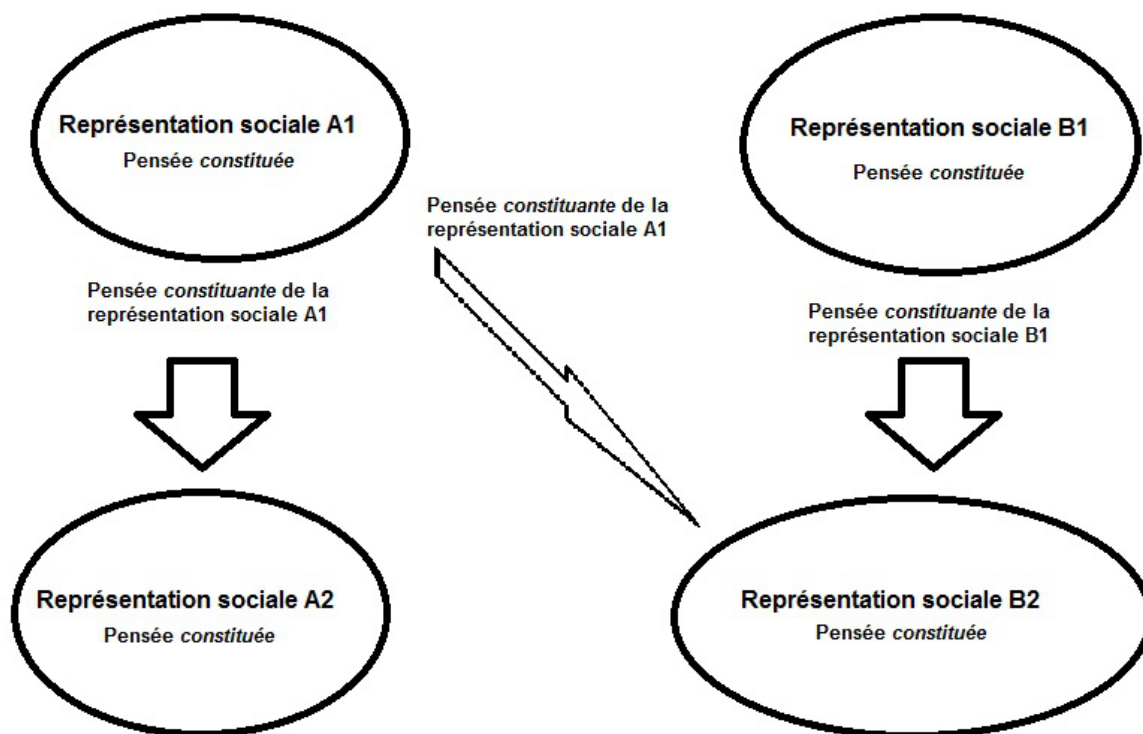 Représentation sociale A1
Pensée constituée
Représentation sociale B1
Pensée constituée
Pensée constituante de la
représentation sociale A1
Pensée constituante de la
représentation sociale A1
Pensée constituante de la
représentation sociale B1
Représentation sociale A2
Pensée constituée
Représentation sociale B2
Pensée constituée